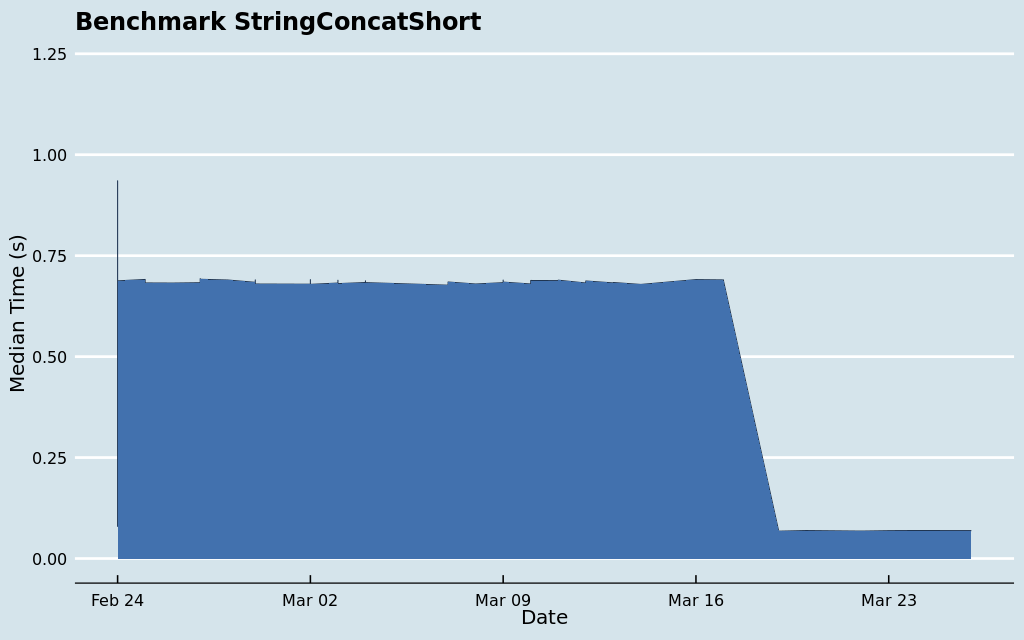 Benchmark StringConcatShort
1.25
1.00
0.75
0.50
0.25
0.00
Median Time (s)
Feb 24 Mar 02 Mar 09 Mar 16 Mar 23
Date